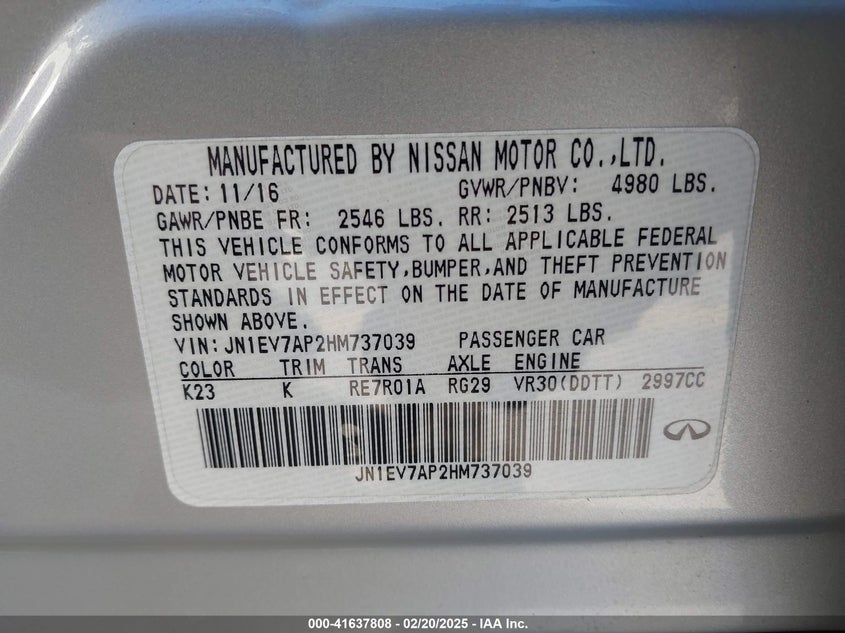 MANUFACTURED BY NISSAN MOTOR CO.,LTD.
DATE: 11/16 GVWR/PNBV: 4980 LBS.
GAWR/PNBE FR: 2546 LBS. RR: 2513 LBS.
THIS VEHICLE CONFORMS TO ALL APPLICABLE FEDERAL
MOTOR VEHICLE SAFETY,BUMPER,AND THEFT PREVENTION
STANDARDS IN EFFECT ON THE DATE OF MANUFACTURE
SHOWN ABOVE.
VIN: JN1EV7AP2HM737039 PASSENGER CAR
COLOR TRIM TRANS AXLE ENGINE
K23 K RE7R01A RG29 VR30(DDTT) 2997CC
JN1EV7AP2HM737039
000-41637808 - 02/20/2025 - IAA Inc.